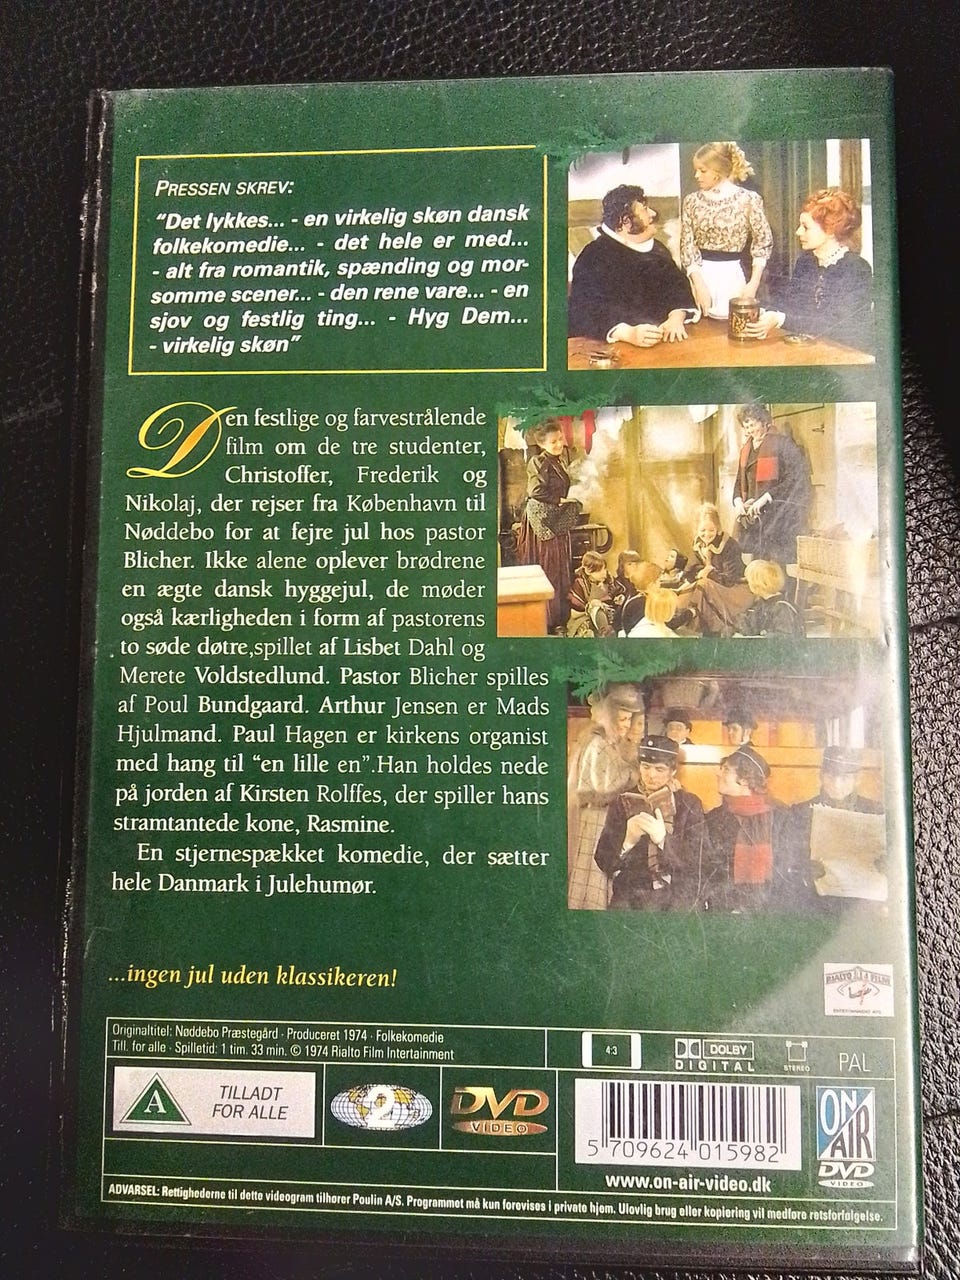 PRESSEN SKREV:
"Det lykkes... - en virkelig skøn dansk
folkekomedie... - det hele er med...
- alt fra romantik, spænding og mor-
somme scener... - den rene vare... - en
sjov og festlig ting... - Hyg Dem...
- virkelig skøn"
Den festlige og farvestrålende
film om de tre studenter,
Christoffer, Frederik og
Nikolaj, der rejser fra København til
Nøddebo for at fejre jul hos pastor
Blicher. Ikke alene oplever brødrene
en ægte dansk hyggejul, de møder
også kærligheden i form af pastorens
to søde døtre,spillet af Lisbet Dahl og
Merete Voldstedlund. Pastor Blicher spilles
af Poul Bundgaard. Arthur Jensen er Mads
Hjulmand. Paul Hagen er kirkens organist
med hang til "en lille en".Han holdes nede
på jorden af Kirsten Rolffes, der spiller hans
stramtantede kone, Rasmine.
En stjernespækket komedie, der sætter
hele Danmark i Julehumør.
...ingen jul uden klassikeren!
RIALTO FILM
ENTERTAINMENT APS
Originaltitel: Nøddebo Præstegård · Produceret 1974 · Folkekomedie
Till. for alle · Spilletid: 1 tim. 33 min. © 1974 Rialto Film Intertainment
4:3
DOLBY
DIGITAL
STEREO
PAL
A
TILLADT
FOR ALLE
2
DVD
VIDEO
5 709624 015982
www.on-air-video.dk
ON
AIR
DVD
VIDEO
ADVARSEL: Rettighederne til dette videogram tilhører Poulin A/S. Programmet må kun forevises i private hjem. Ulovlig brug eller kopiering vil medføre retsforfølgelse.